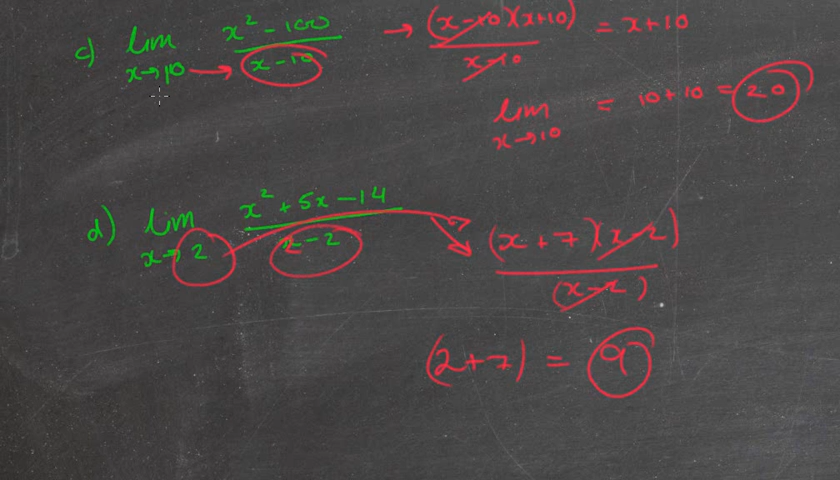 c) lim x→10 x² - 100 / x - 10 → (x-10)(x+10) / x-10 = x+10
lim x→10 = 10+10 = 20
d) lim x→2 x² + 5x - 14 / x - 2 (x+7)(x-2) / (x-2)
(2+7) = 9